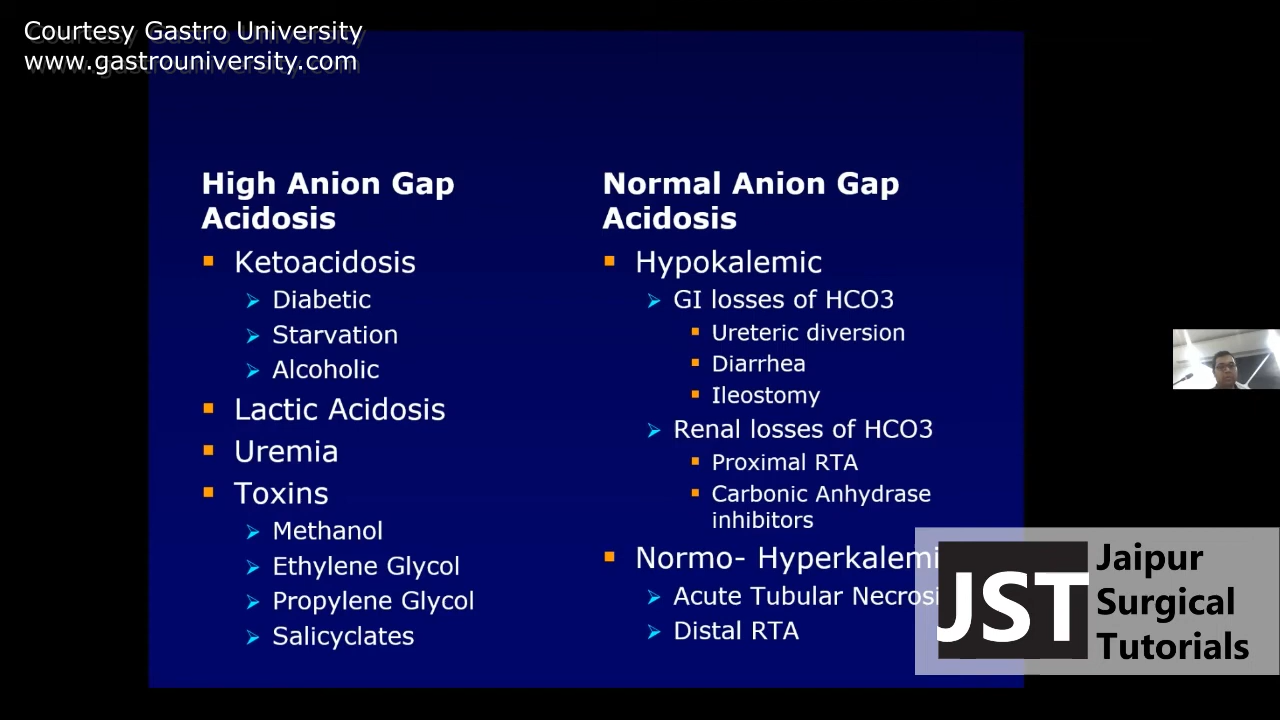 Courtesy Gastro University
www.gastrouniversity.com
High Anion Gap
Acidosis
Ketoacidosis
Diabetic
Starvation
Alcoholic
Lactic Acidosis
Uremia
Toxins
Methanol
Ethylene Glycol
Propylene Glycol
Salicyclates
Normal Anion Gap
Acidosis
Hypokalemic
GI losses of HCO3
Ureteric diversion
Diarrhea
Ileostomy
Renal losses of HCO3
Proximal RTA
Carbonic Anhydrase
inhibitors
Normo- Hyperkalemi
Acute Tubular Necrosi
Distal RTA
JST
Jaipur
Surgical
Tutorials